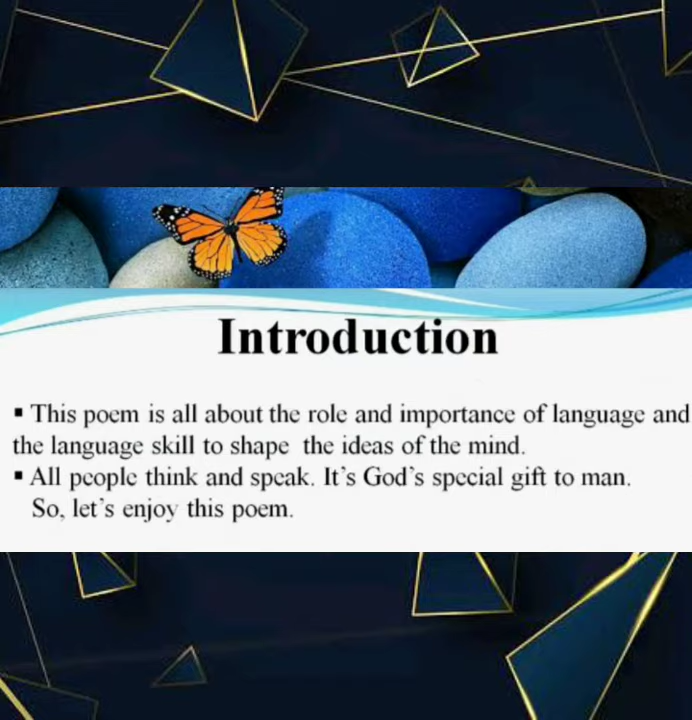 Introduction
▪ This poem is all about the role and importance of language and
the language skill to shape the ideas of the mind.
▪ All people think and speak. It's God's special gift to man.
So, let's enjoy this poem.